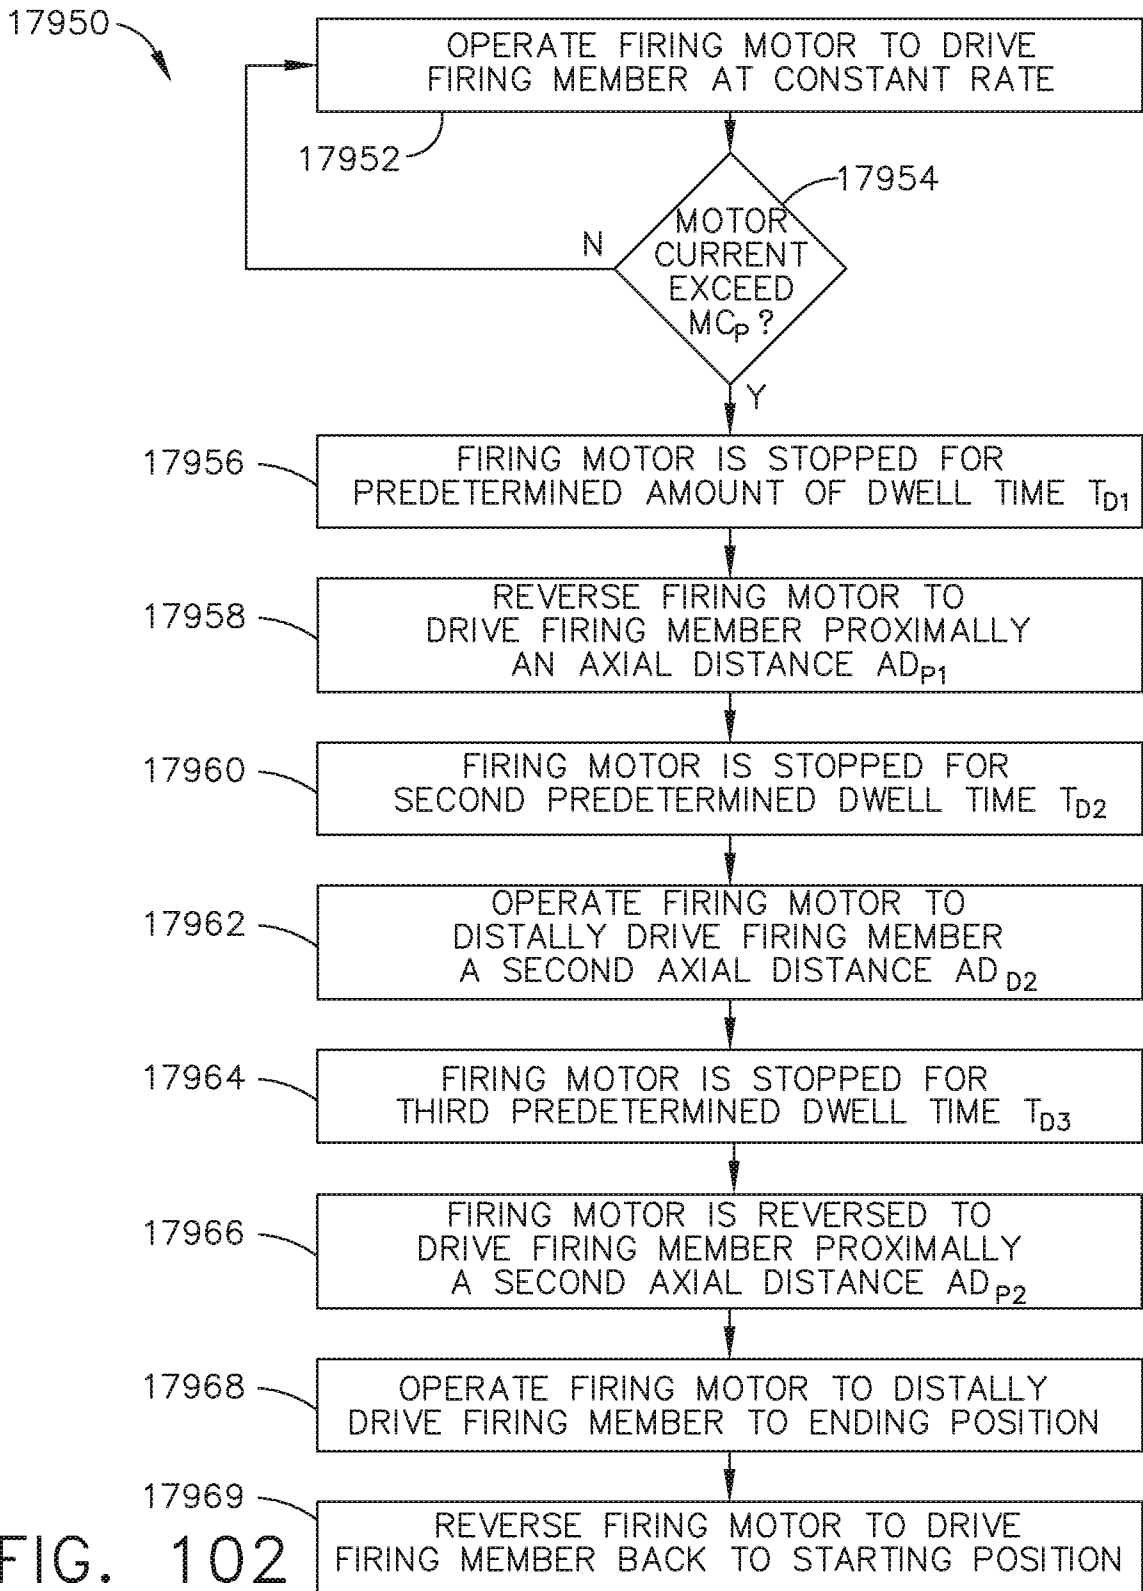 17950
OPERATE FIRING MOTOR TO DRIVE
FIRING MEMBER AT CONSTANT RATE
17952
17954
MOTOR
CURRENT
EXCEED
MCP?
N
Y
17956
FIRING MOTOR IS STOPPED FOR
PREDETERMINED AMOUNT OF DWELL TIME TD1
17958
REVERSE FIRING MOTOR TO
DRIVE FIRING MEMBER PROXIMALLY
AN AXIAL DISTANCE ADP1
17960
FIRING MOTOR IS STOPPED FOR
SECOND PREDETERMINED DWELL TIME TD2
17962
OPERATE FIRING MOTOR TO
DISTALLY DRIVE FIRING MEMBER
A SECOND AXIAL DISTANCE ADD2
17964
FIRING MOTOR IS STOPPED FOR
THIRD PREDETERMINED DWELL TIME TD3
17966
FIRING MOTOR IS REVERSED TO
DRIVE FIRING MEMBER PROXIMALLY
A SECOND AXIAL DISTANCE ADP2
17968
OPERATE FIRING MOTOR TO DISTALLY
DRIVE FIRING MEMBER TO ENDING POSITION
17969
REVERSE FIRING MOTOR TO DRIVE
FIRING MEMBER BACK TO STARTING POSITION
FIG. 102